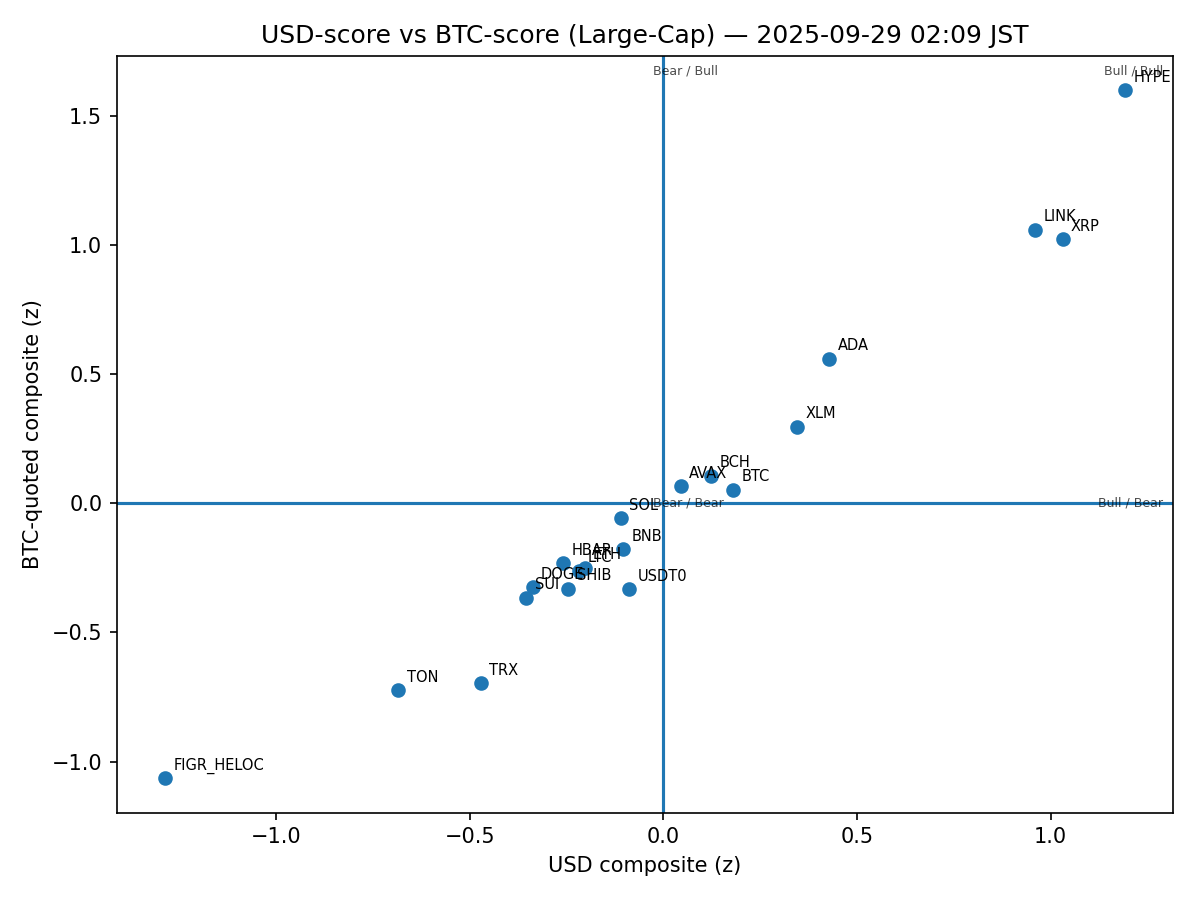 USD-score vs BTC-score (Large-Cap) — 2025-09-29 02:09 JST
Bear / Bull
Bull / Bull
HYPE
1.5
LINK
XRP
1.0
ADA
0.5
XLM
BCH
AVAX
BTC
0.0
SOL
Bear / Bear
Bull / Bear
BNB
HBAR
ETH
LTC
DOGE
SHIB
USDT0
SUI
−0.5
TON
TRX
−1.0
FIGR_HELOC
−1.0
−0.5
0.0
0.5
1.0
USD composite (z)
BTC-quoted composite (z)